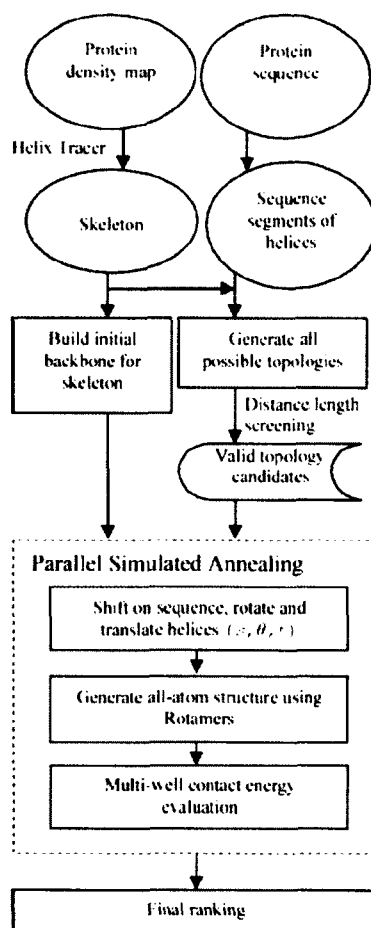 Protein
density map
Protein
sequence
Helix Tracer
Skeleton
Sequence
segments of
helices
Build initial
backbone for
skeleton
Generate all
possible topologies
Distance length
screening
Valid topology
candidates
Parallel Simulated Annealing
Shift on sequence, rotate and
translate helices
Generate all-atom structure using
Rotamers
Multi-well contact energy
evaluation
Final ranking